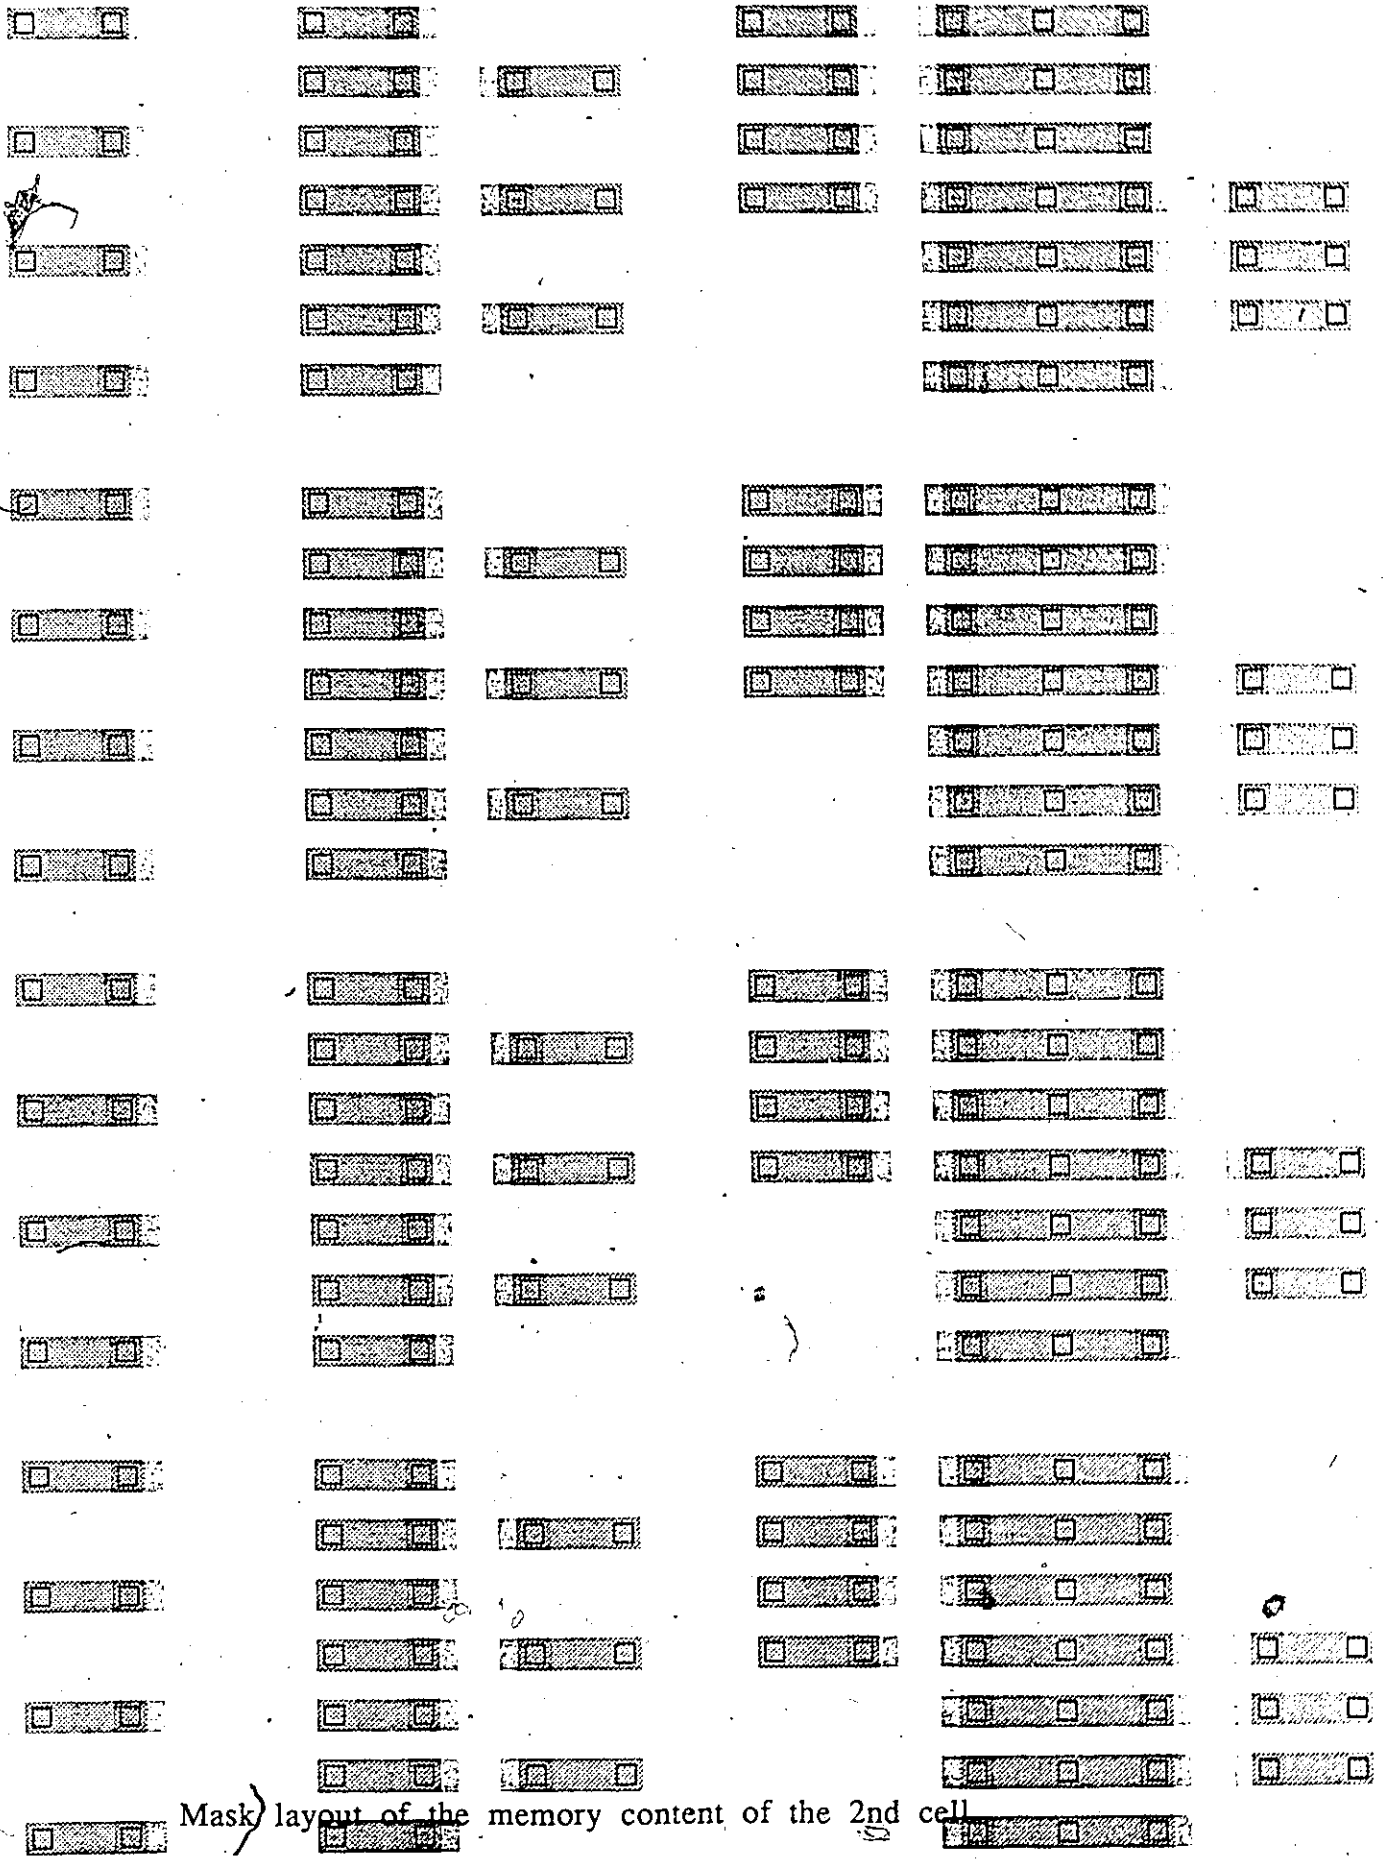 Mask layout of the memory content of the 2nd cell